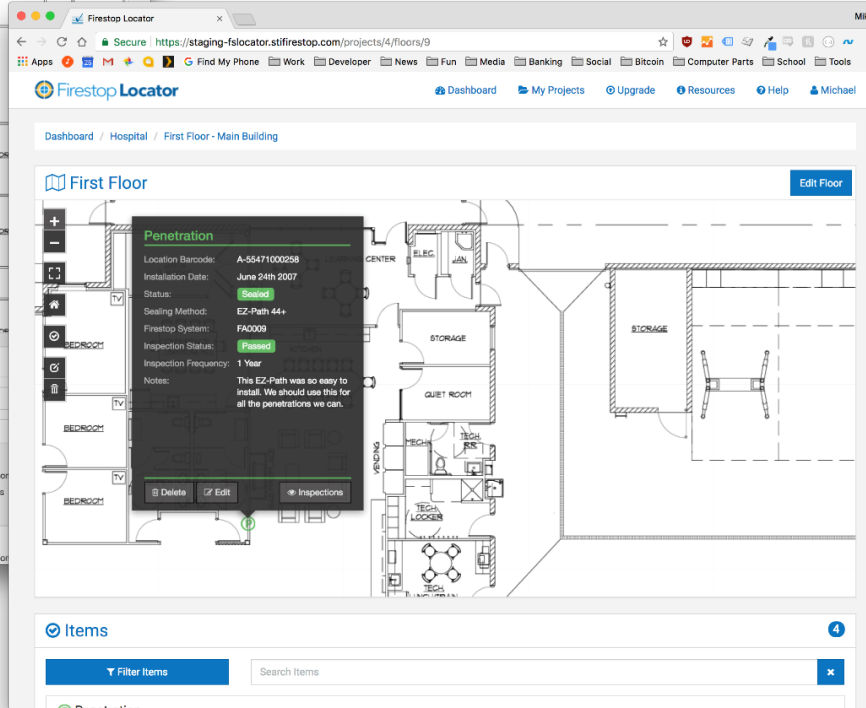 Firestop Locator
Mi
Secure | https://staging-fslocator.stifirestop.com/projects/4/floors/9
Apps
Find My Phone Work Developer News Fun Media Banking Social Bitcoin Computer Parts School Tools
Firestop Locator
Dashboard My Projects Upgrade Resources Help Michael
Dashboard / Hospital / First Floor - Main Building
First Floor
Edit Floor
Penetration
Location Barcode: A-55471000258
Installation Date: June 24th 2007
Status: Sealed
Sealing Method: EZ-Path 44+
Firestop System: FA0009
Inspection Status: Passed
Inspection Frequency: 1 Year
Notes: This EZ-Path was so easy to
install. We should use this for
all the penetrations we can.
Delete Edit Inspections
CENTER
ELEC.
JAN.
TV
BEDROOM
STORAGE
STORAGE
QUIET ROOM
TV
BEDROOM
MECH
TECH.
RR
VENDING
TV
BEDROOM
TECH.
LOCKER
P
TECH.
Items
4
Filter Items
Search Items